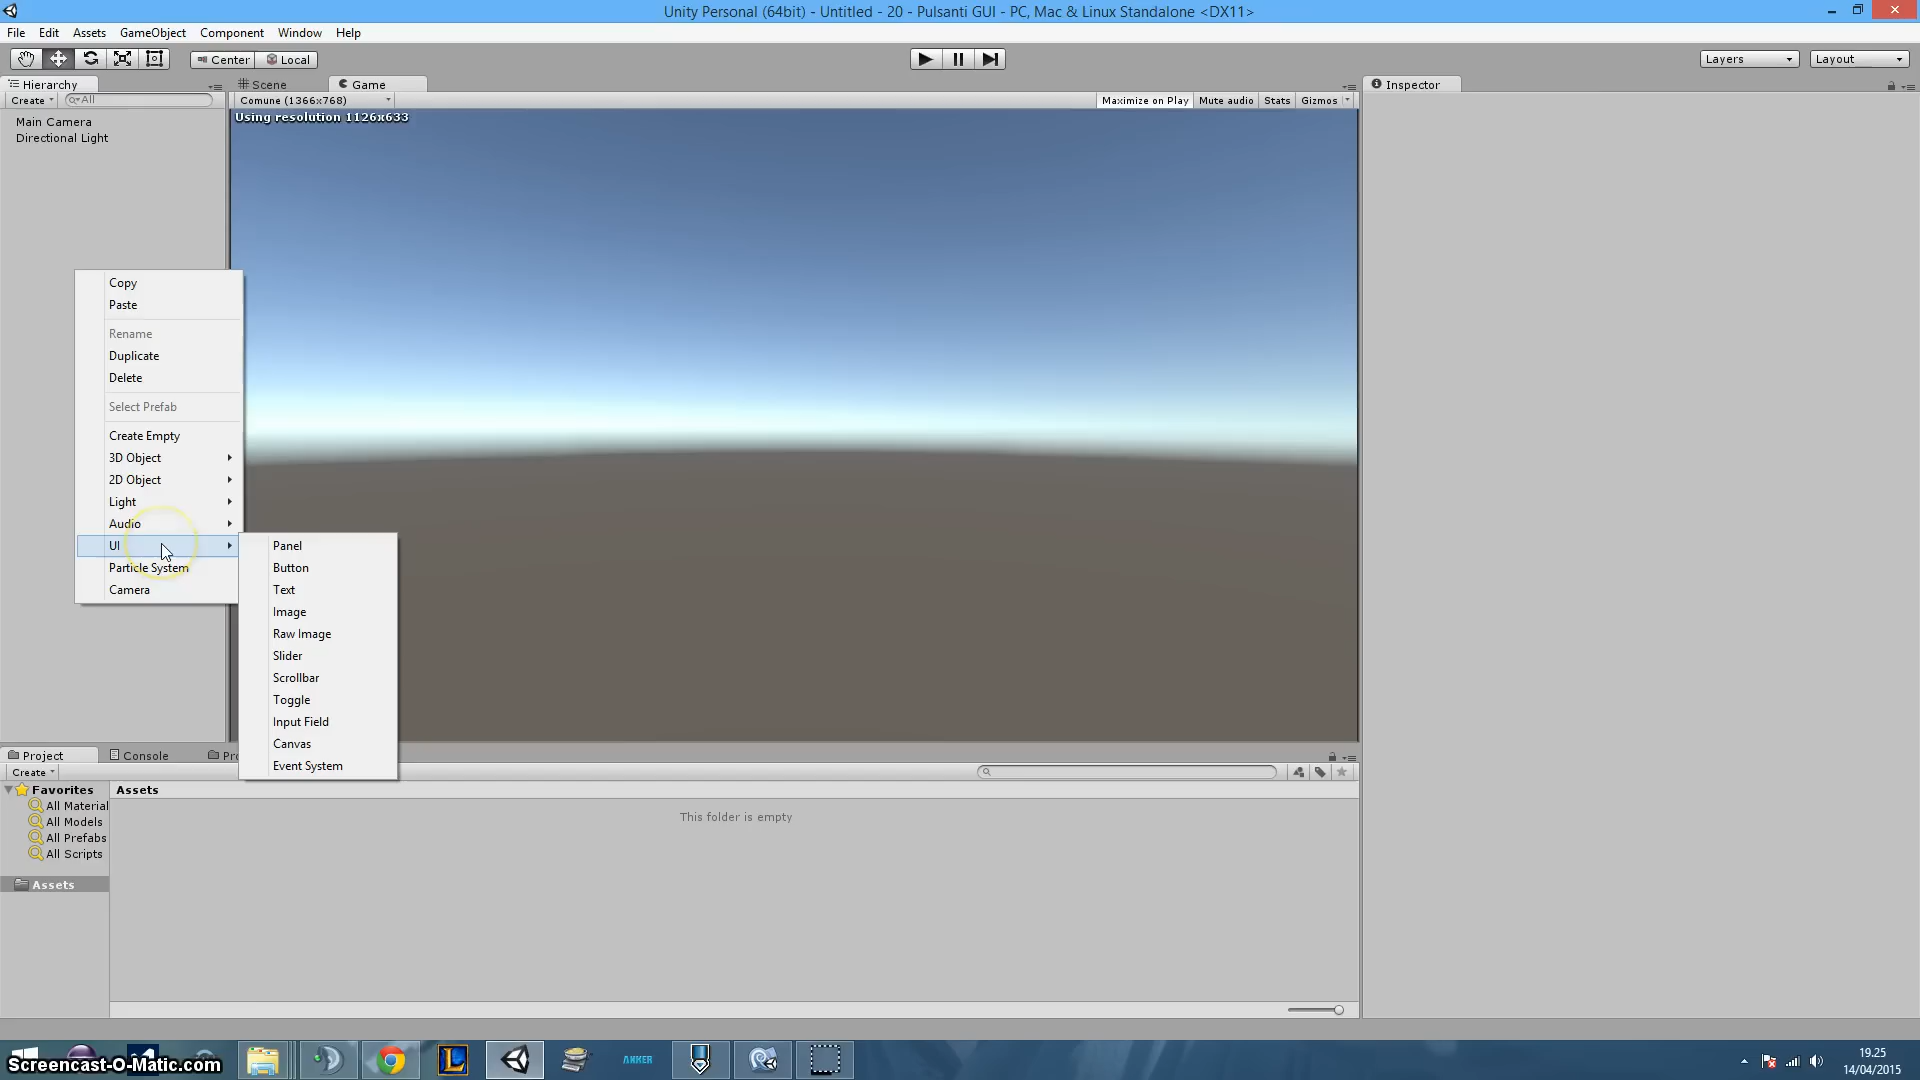 Unity Personal (64bit) - Untitled - 20 - Pulsanti GUI - PC, Mac & Linux Standalone <DX11>
File Edit Assets GameObject Component Window Help
Center Local Layers Layout
Hierarchy Scene Game Inspector
Create All Comune (1366x768) Maximize on Play Mute audio Stats Gizmos
Using resolution 1126x633
Main Camera
Directional Light
Copy
Paste
Rename
Duplicate
Delete
Select Prefab
Create Empty
3D Object
2D Object
Light
Audio
UI
Particle System
Camera
Panel
Button
Text
Image
Raw Image
Slider
Scrollbar
Toggle
Input Field
Canvas
Event System
Project Console Pr
Create
Favorites
All Material
All Models
All Prefabs
All Scripts
Assets
Assets
This folder is empty
Screencast-O-Matic.com
ANKER
19.25
14/04/2015